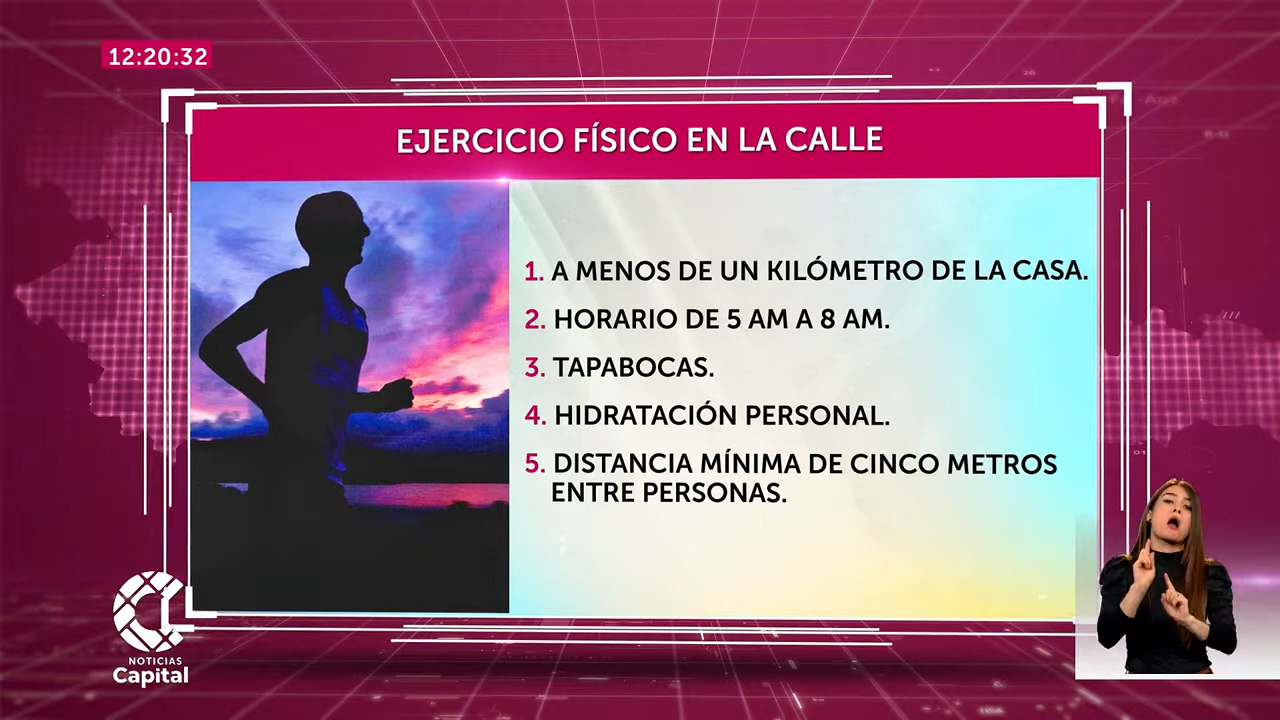 12:20:32
EJERCICIO FÍSICO EN LA CALLE
1. A MENOS DE UN KILÓMETRO DE LA CASA.
2. HORARIO DE 5 AM A 8 AM.
3. TAPABOCAS.
4. HIDRATACIÓN PERSONAL.
5. DISTANCIA MÍNIMA DE CINCO METROS
ENTRE PERSONAS.
NOTICIAS
Capital